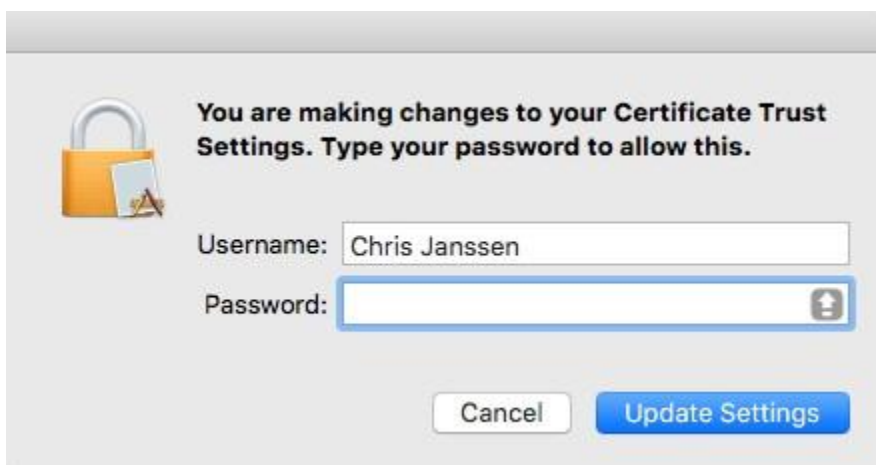 You are making changes to your Certificate Trust
Settings. Type your password to allow this.
Username: Chris Janssen
Password:
Cancel Update Settings